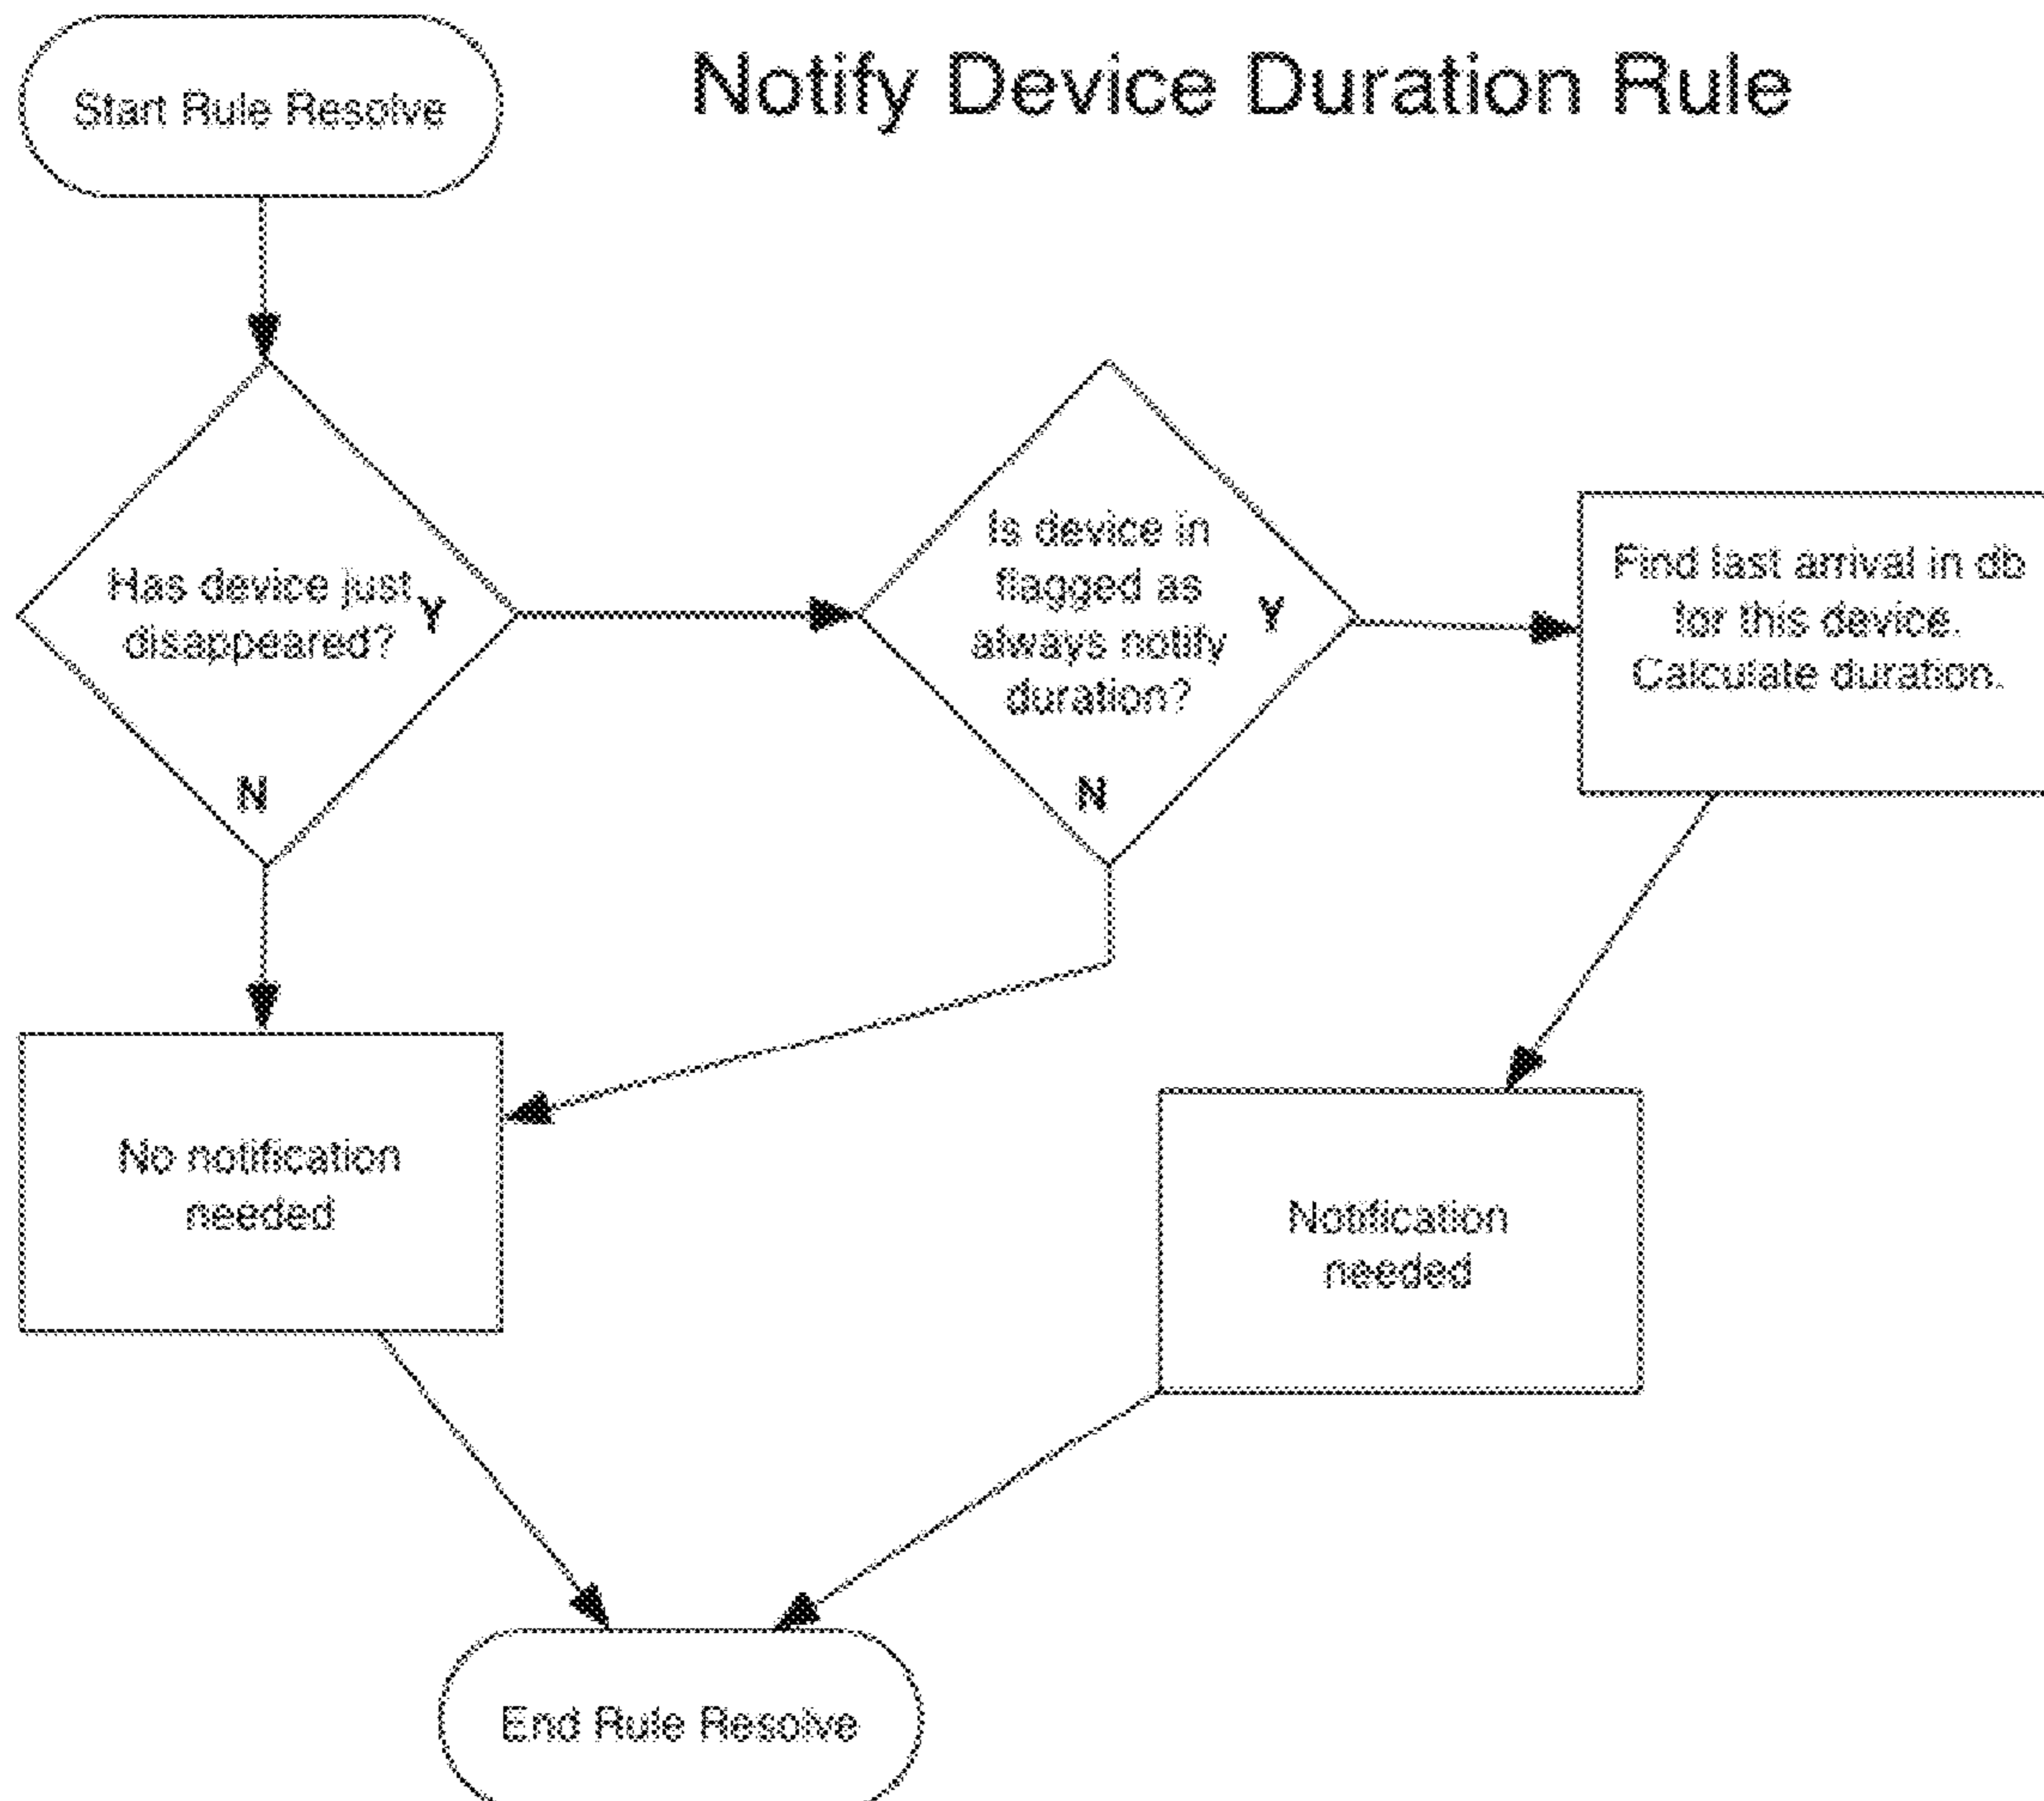 Start Rule Resolve
Notify Device Duration Rule
Has device just
disappeared?
Y
N
Is device in
flagged as
always notify
duration?
Y
N
Find last arrival in db
for this device.
Calculate duration.
No notification
needed
Notification
needed
End Rule Resolve